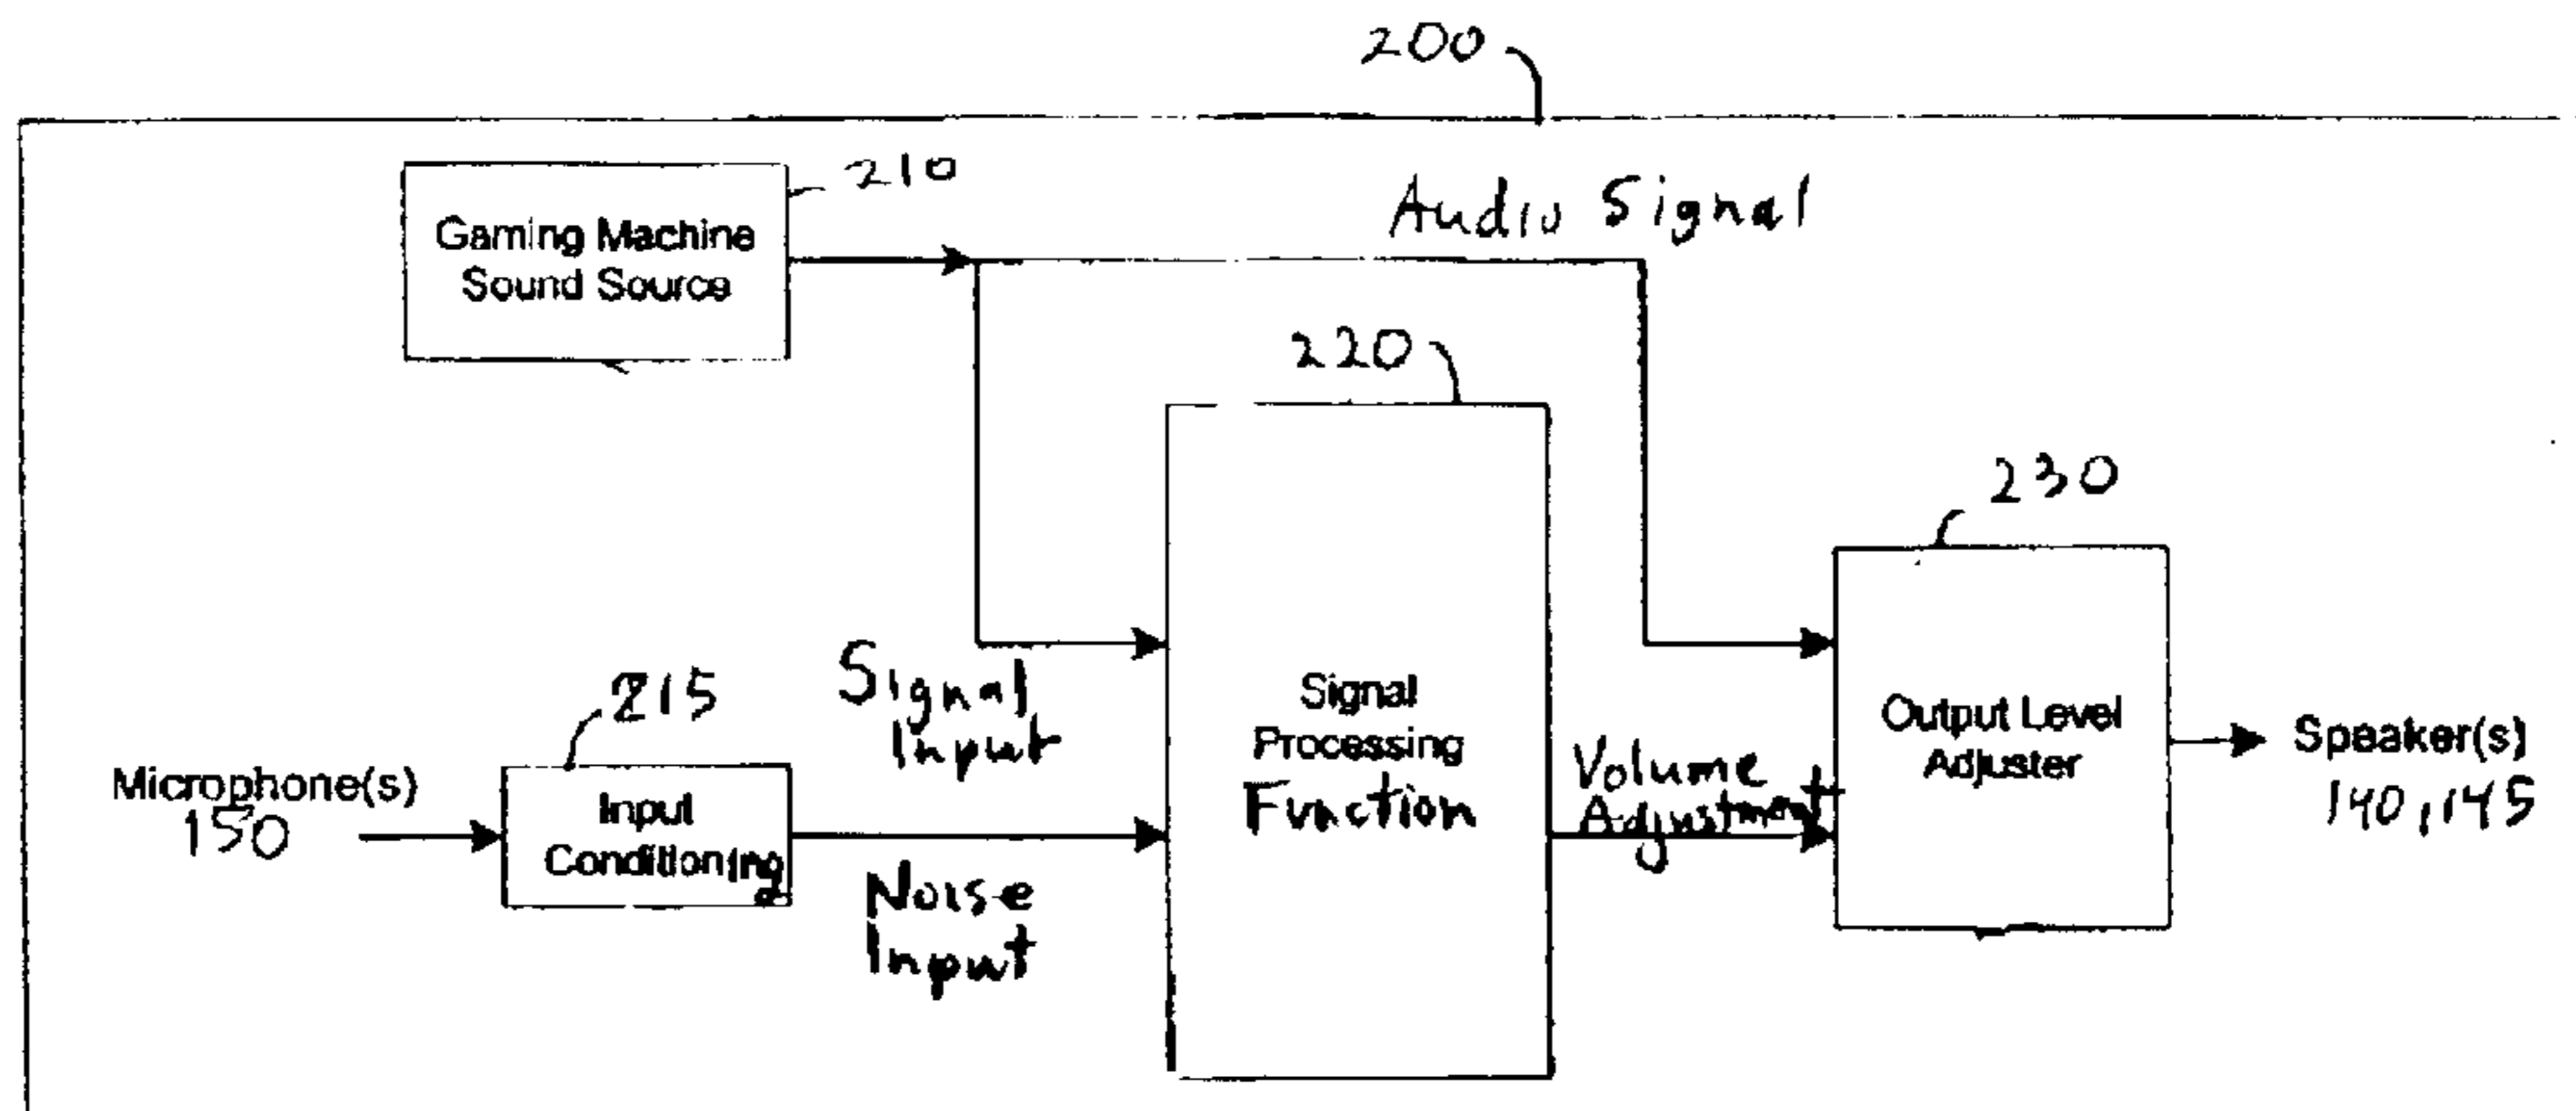 200
210
Gaming Machine
Sound Source
Audio Signal
220
230
Signal
Input
215
Microphone(s)
150
Input
Conditioning
Noise
Input
Signal
Processing
Function
Volume
Adjustment
Output Level
Adjuster
Speaker(s)
140, 145